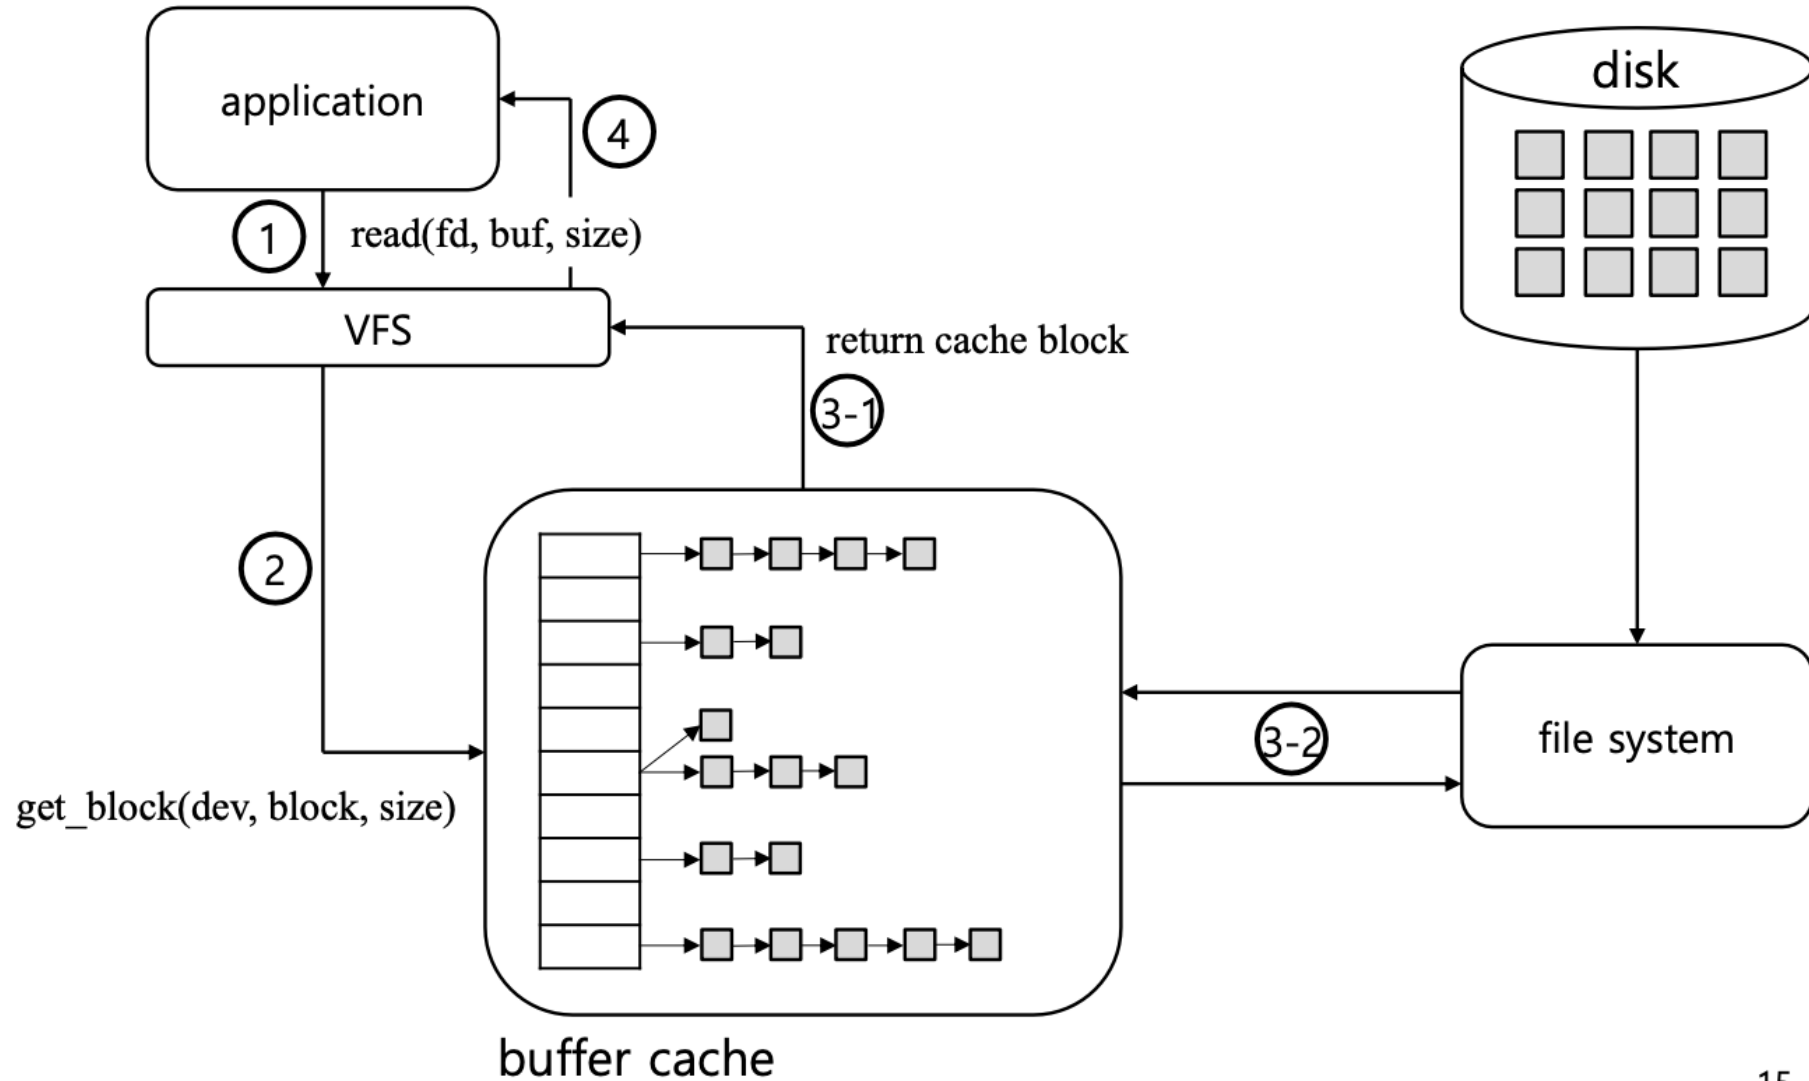 application
disk
4
1
read(fd, buf, size)
VFS
return cache block
3-1
2
get_block(dev, block, size)
3-2
file system
buffer cache
15